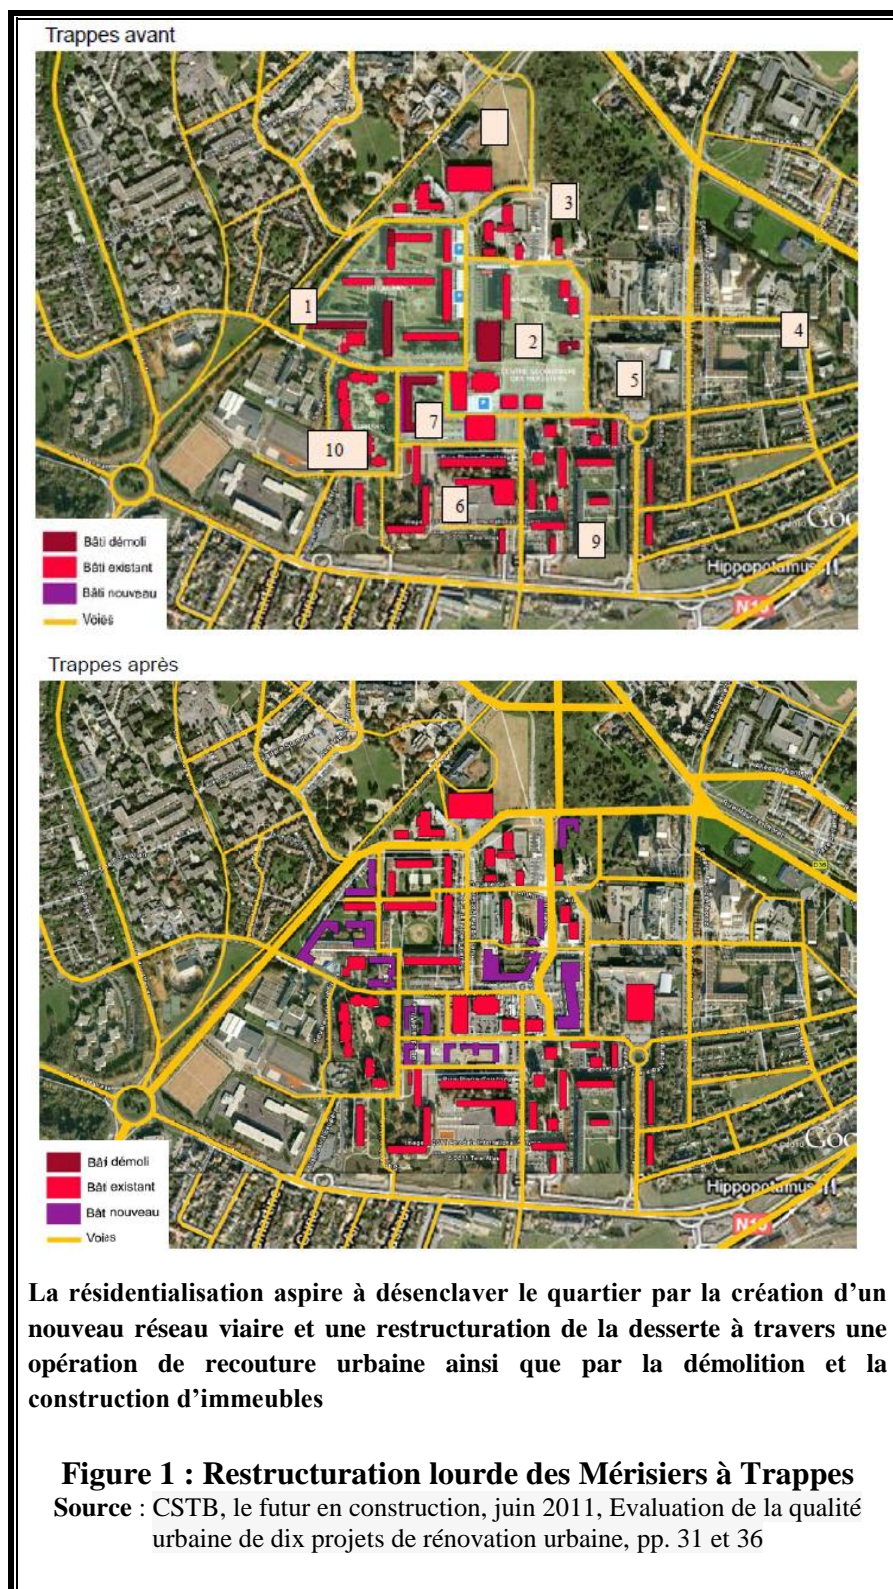 Trappes avant
3
1
2
4
5
7
10
6
9
Hippopotamus
N10
Bâti démoli
Bâti existant
Bâti nouveau
Voies
Trappes après
D36
Hippopotamus
N10
Bâti démoli
Bâti existant
Bât nouveau
Voies
La résidentialisation aspire à désenclaver le quartier par la création d'un
nouveau réseau viaire et une restructuration de la desserte à travers une
opération de recouture urbaine ainsi que par la démolition et la
construction d'immeubles
Figure 1 : Restructuration lourde des Mérisiers à Trappes
Source : CSTB, le futur en construction, juin 2011, Evaluation de la qualité
urbaine de dix projets de rénovation urbaine, pp. 31 et 36